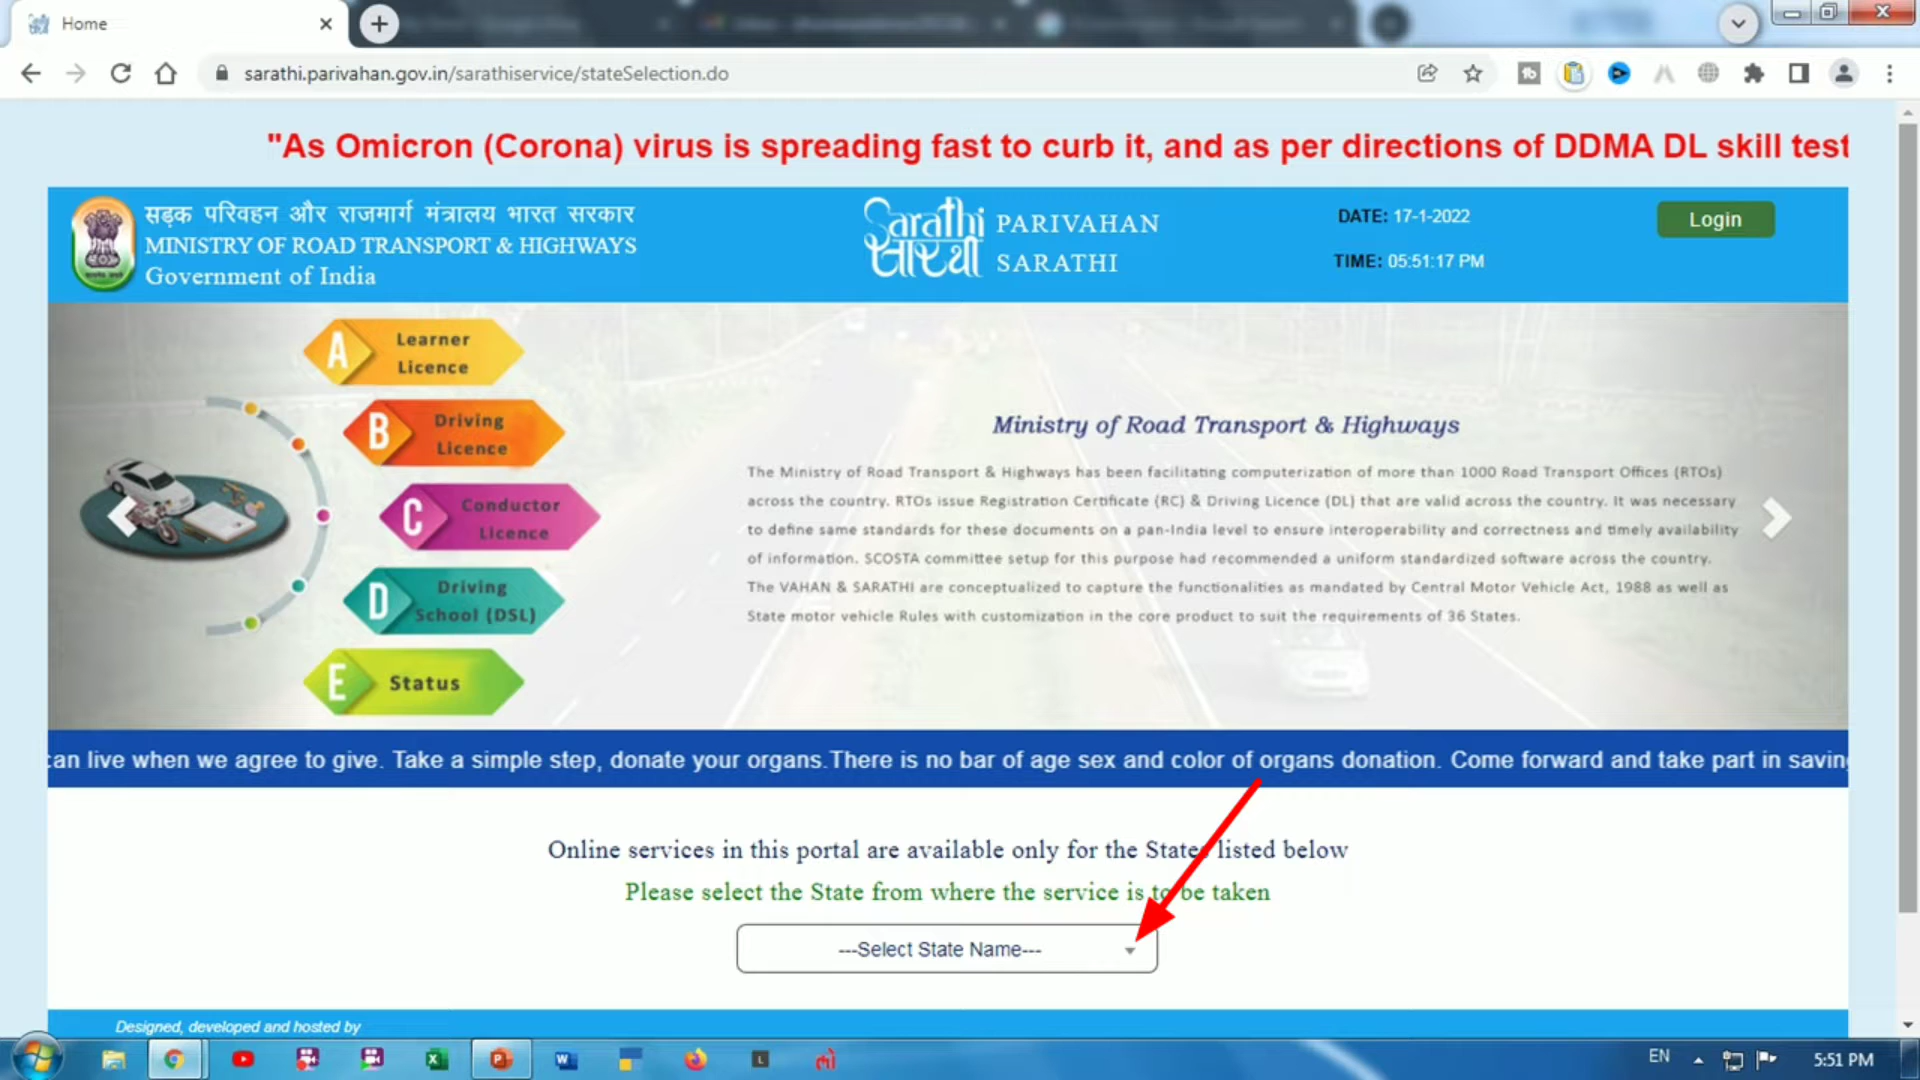 Home
sarathi.parivahan.gov.in/sarathiservice/stateSelection.do
"As Omicron (Corona) virus is spreading fast to curb it, and as per directions of DDMA DL skill test
सड़क परिवहन और राजमार्ग मंत्रालय भारत सरकार
MINISTRY OF ROAD TRANSPORT & HIGHWAYS
Government of India
Sarathi
सारथी
PARIVAHAN
SARATHI
DATE: 17-1-2022
TIME: 05:51:17 PM
Login
A Learner
Licence
B Driving
Licence
C Conductor
Licence
D Driving
School (DSL)
E Status
Ministry of Road Transport & Highways
The Ministry of Road Transport & Highways has been facilitating computerization of more than 1000 Road Transport Offices (RTOs)
across the country. RTOs issue Registration Certificate (RC) & Driving Licence (DL) that are valid across the country. It was necessary
to define same standards for these documents on a pan-India level to ensure interoperability and correctness and timely availability
of information. SCOSTA committee setup for this purpose had recommended a uniform standardized software across the country.
The VAHAN & SARATHI are conceptualized to capture the functionalities as mandated by Central Motor Vehicle Act, 1988 as well as
State motor vehicle Rules with customization in the core product to suit the requirements of 36 States.
can live when we agree to give. Take a simple step, donate your organs.There is no bar of age sex and color of organs donation. Come forward and take part in saving
Online services in this portal are available only for the States listed below
Please select the State from where the service is to be taken
---Select State Name---
Designed, developed and hosted by
EN
5:51 PM